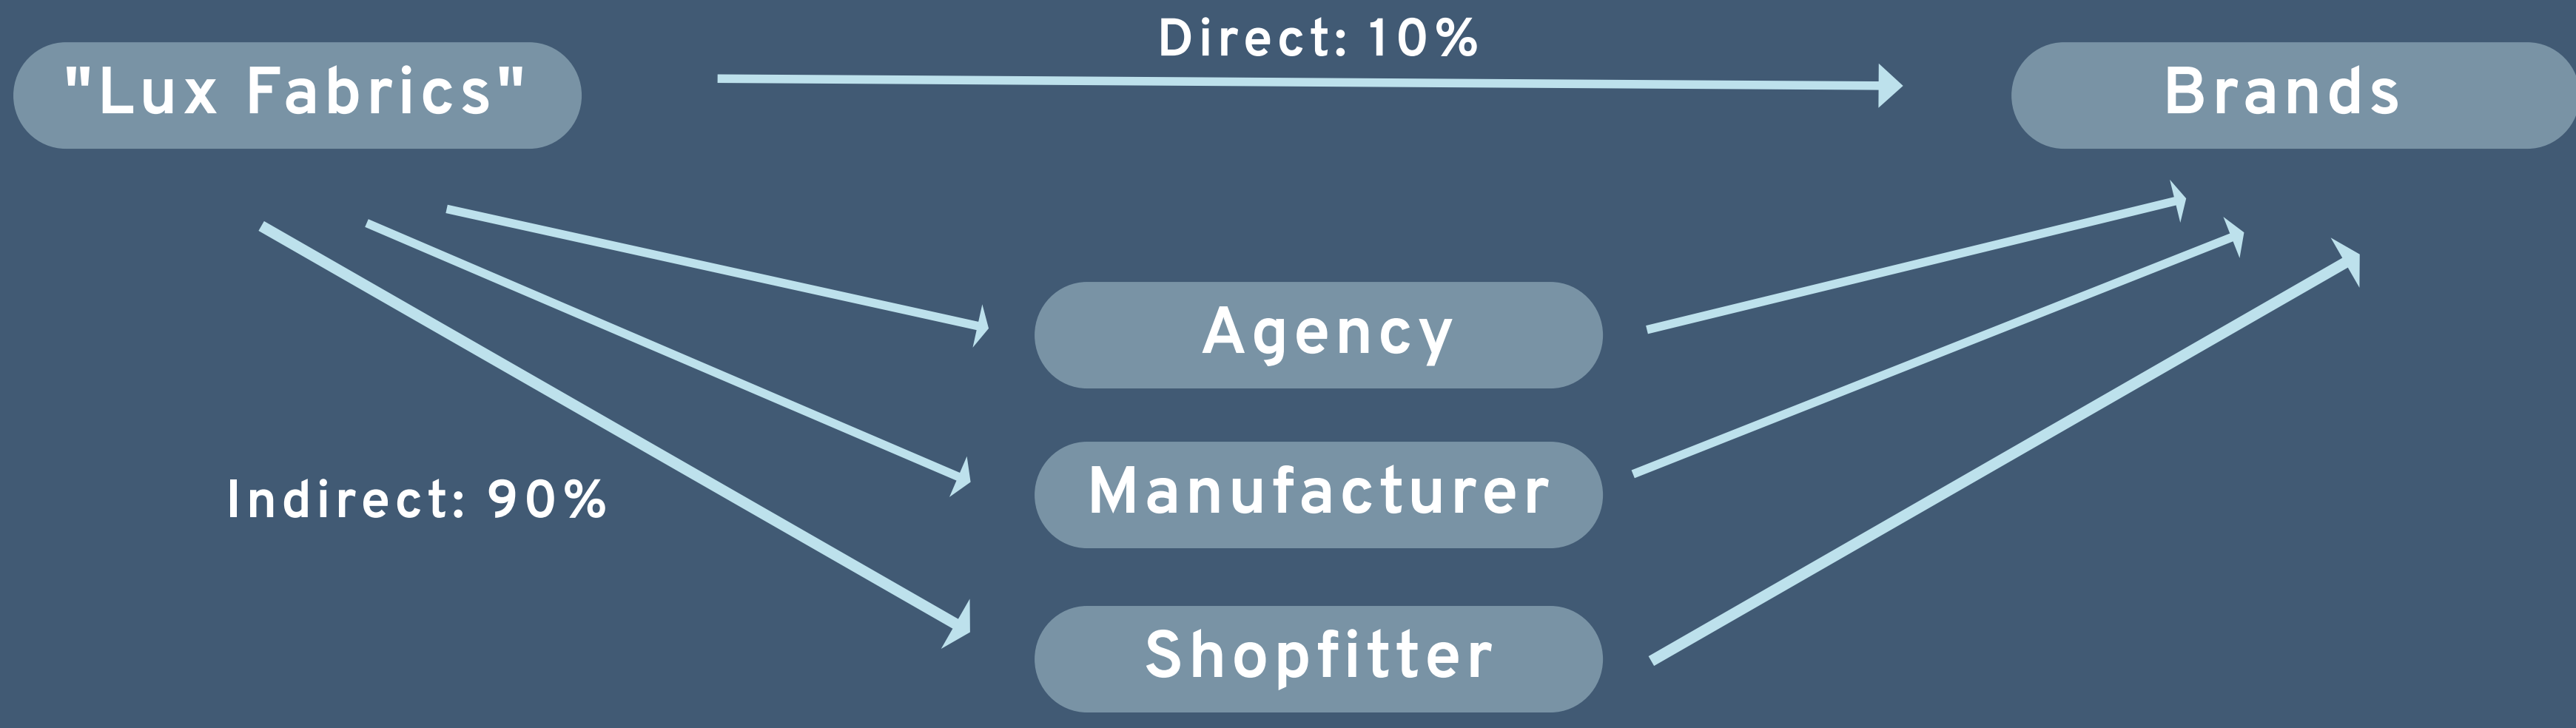 Direct: 10%
"Lux Fabrics"
Brands
Agency
Manufacturer
Indirect: 90%
Shopfitter